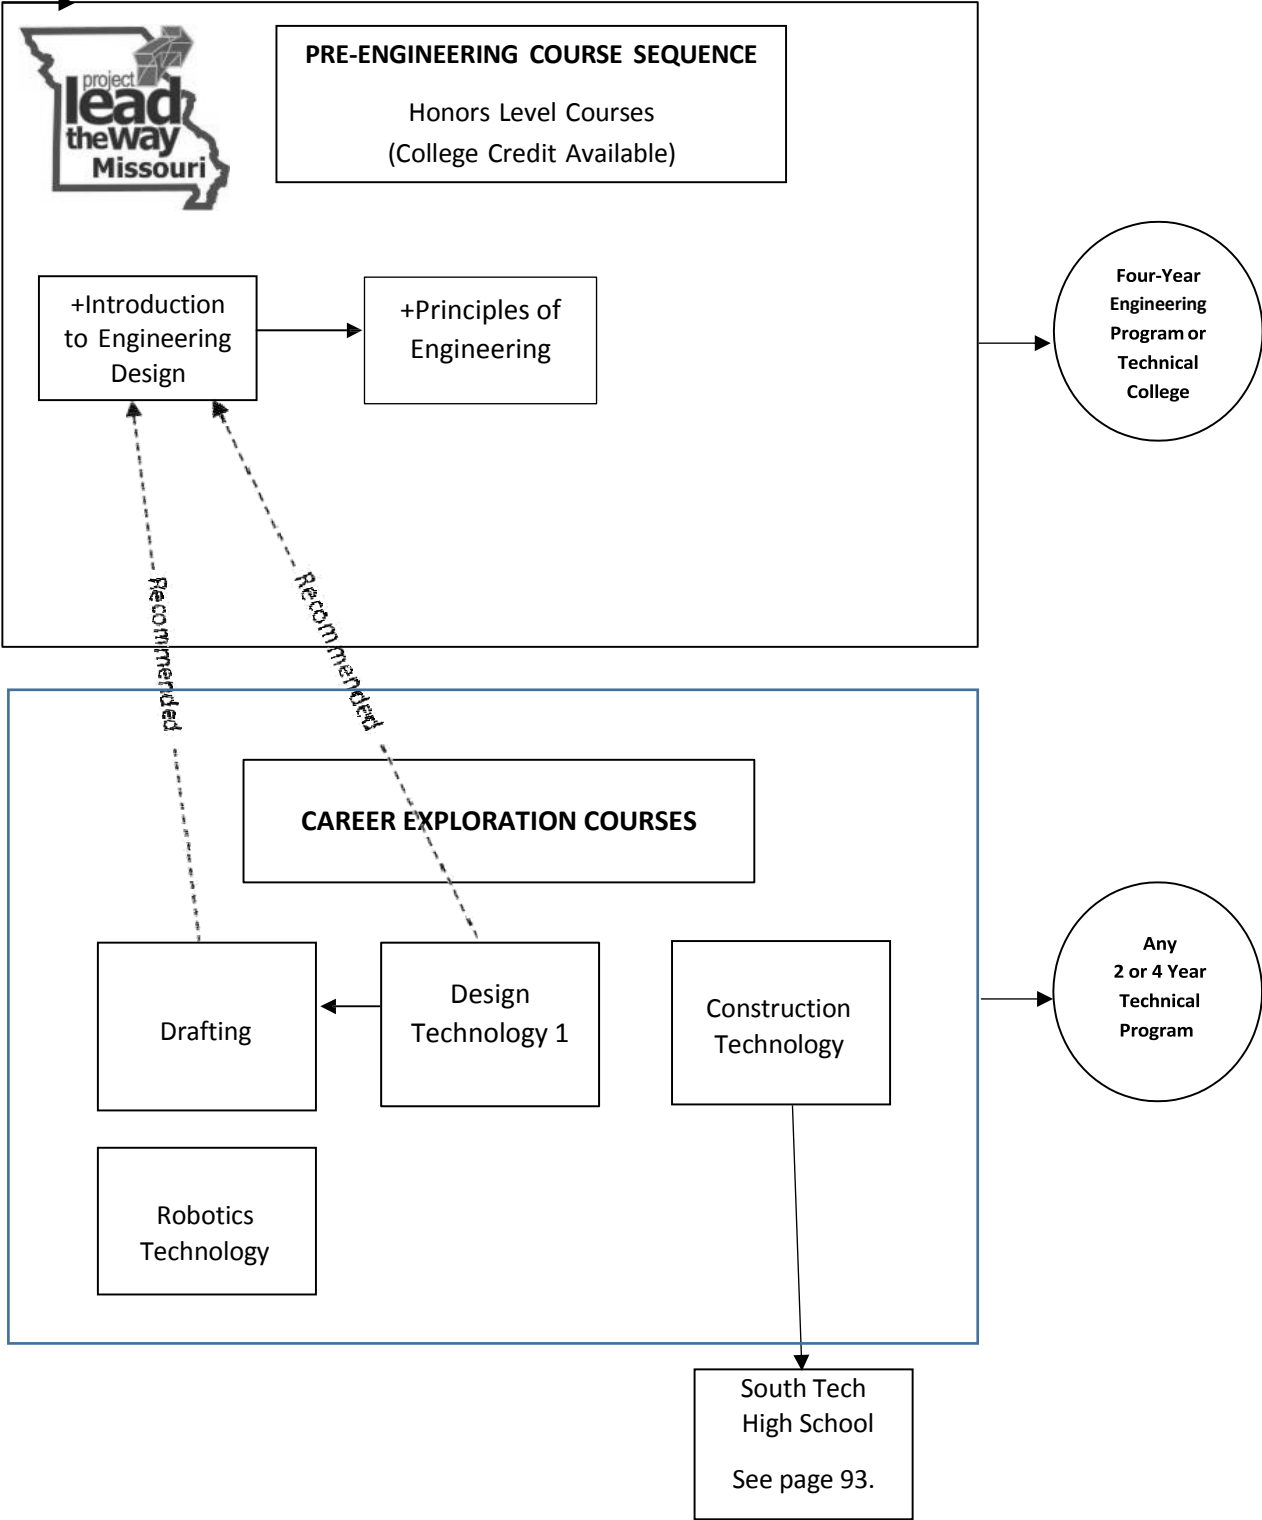 project
lead
the way
Missouri
PRE-ENGINEERING COURSE SEQUENCE
Honors Level Courses
(College Credit Available)
+Introduction
to Engineering
Design
+Principles of
Engineering
Four-Year
Engineering
Program or
Technical
College
Recommended
Recommended
CAREER EXPLORATION COURSES
Drafting
Design
Technology 1
Construction
Technology
Any
2 or 4 Year
Technical
Program
Robotics
Technology
South Tech
High School
See page 93.